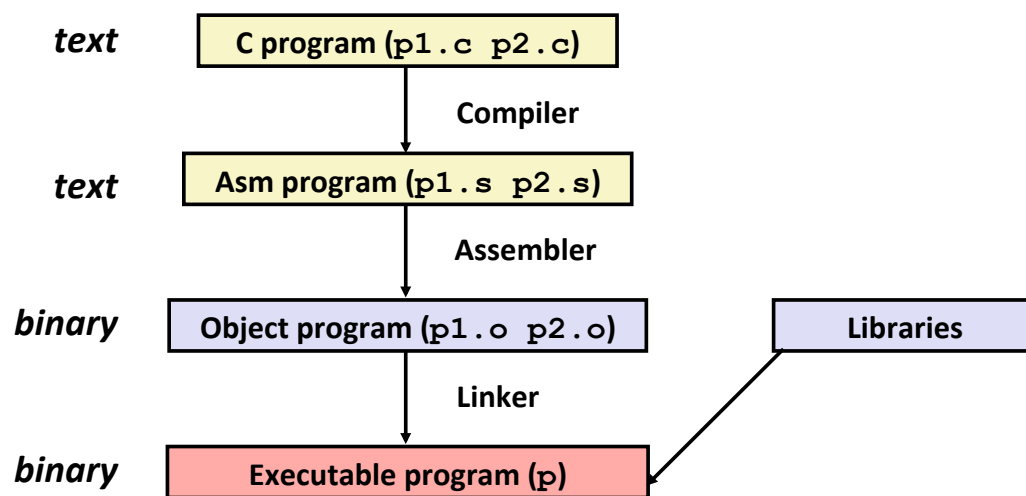 text C program (p1.c p2.c)
Compiler
text Asm program (p1.s p2.s)
Assembler
binary Object program (p1.o p2.o) Libraries
Linker
binary Executable program (p)